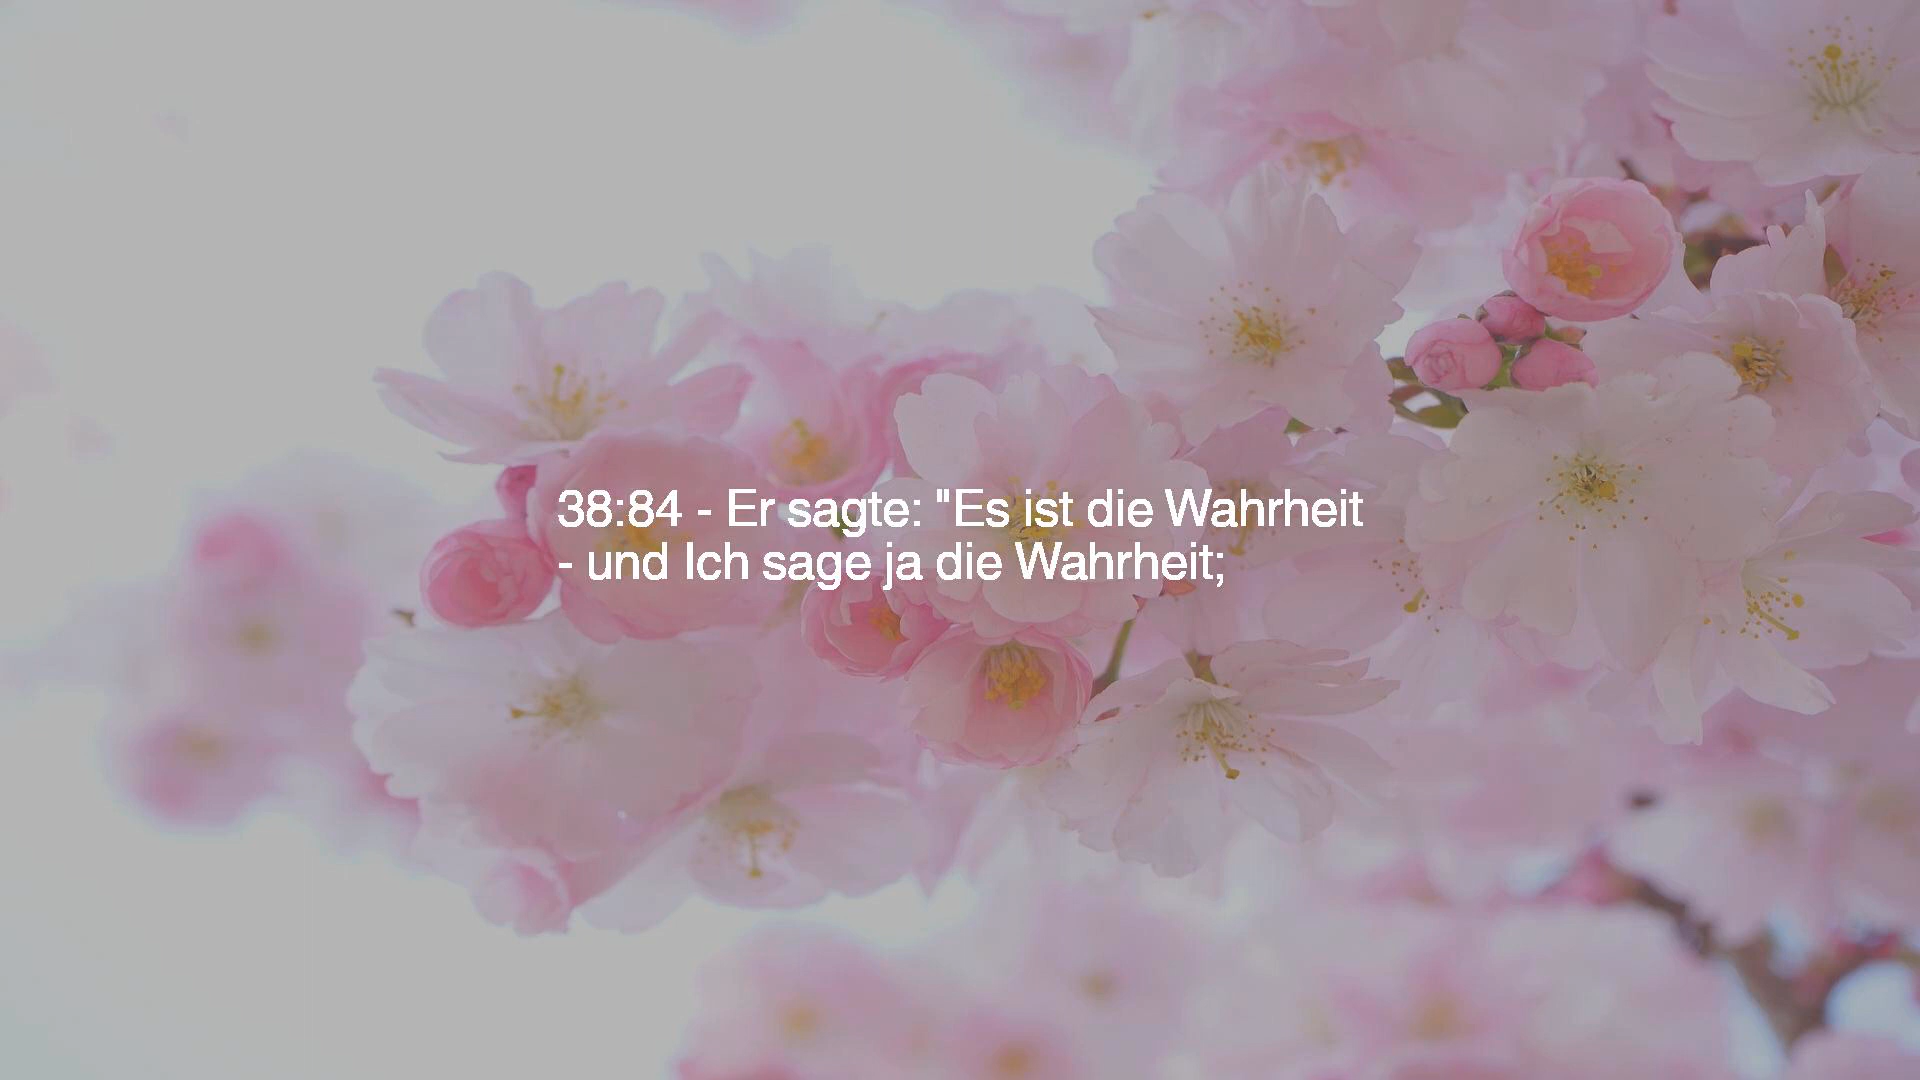 38:84 - Er sagte: "Es ist die Wahrheit
- und Ich sage ja die Wahrheit;